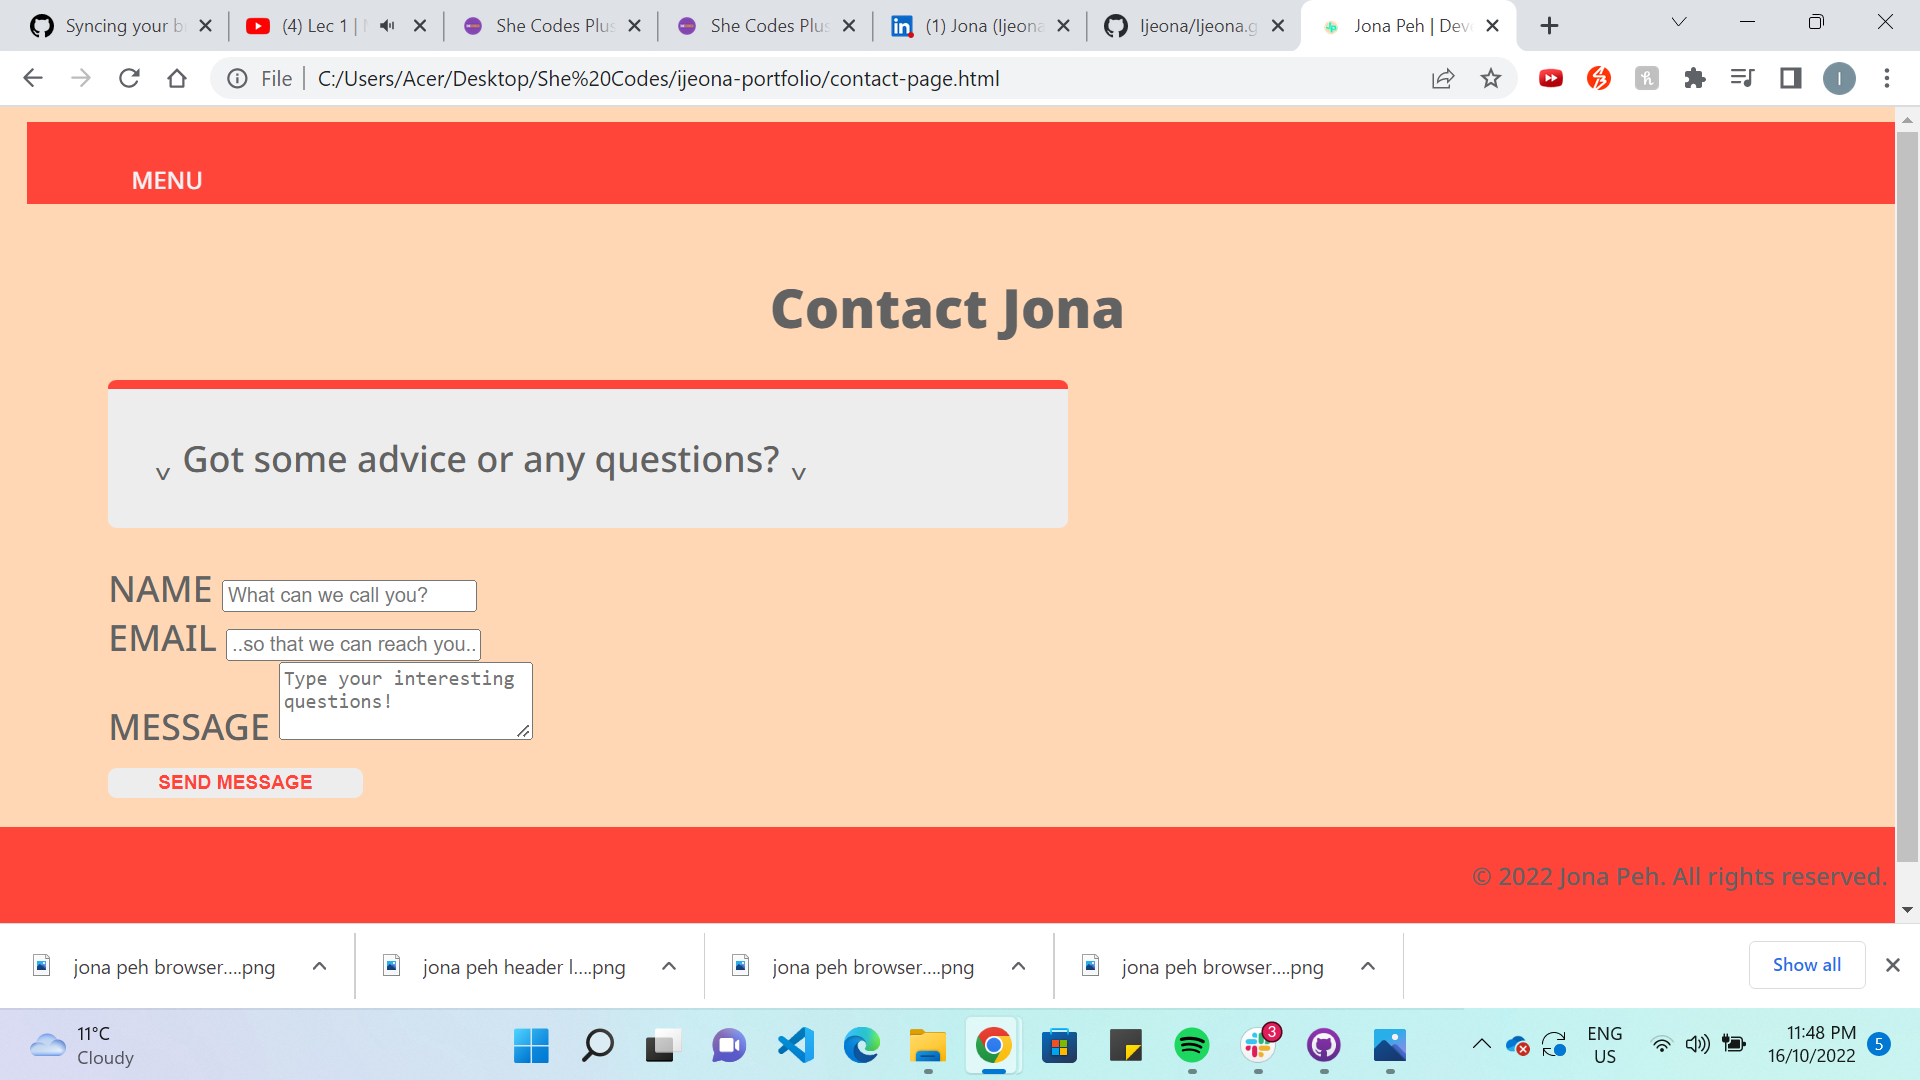 Syncing your b
(4) Lec 1 |
She Codes Plus
She Codes Plus
(1) Jona (Ijeona
Ijeona/Ijeona.g
Jona Peh | Deve
File
C:/Users/Acer/Desktop/She%20Codes/ijeona-portfolio/contact-page.html
I
MENU
Contact Jona
v Got some advice or any questions? v
NAME What can we call you?
EMAIL ..so that we can reach you..
Type your interesting
questions!
MESSAGE
SEND MESSAGE
© 2022 Jona Peh. All rights reserved.
jona peh browser....png
jona peh header l....png
jona peh browser....png
jona peh browser....png
Show all
11°C
Cloudy
3
ENG
US
11:48 PM
16/10/2022
5